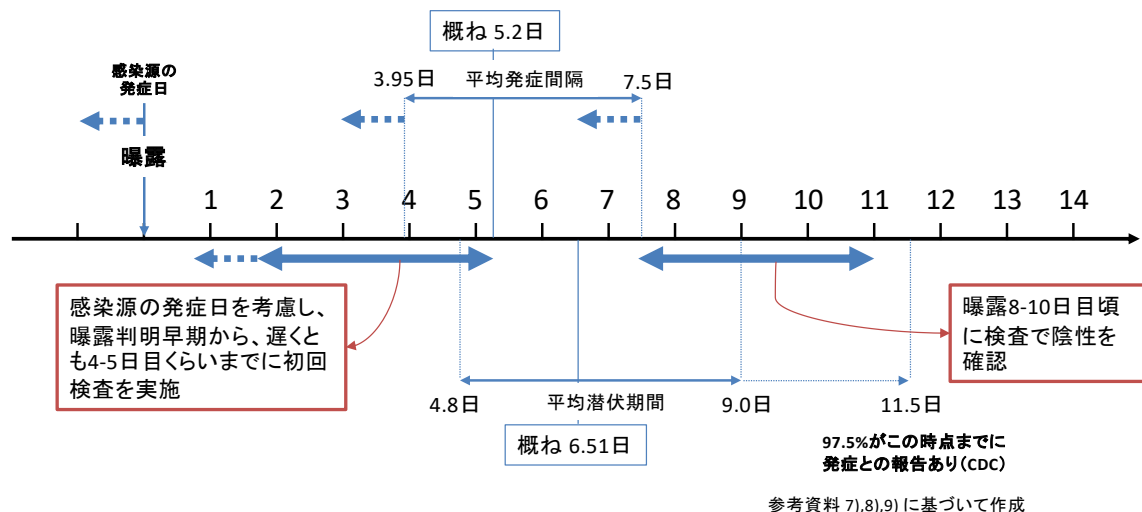 概ね 5.2日
感染源の
発症日
3.95日
平均発症間隔
7.5日
曝露
1 2 3 4 5 6 7 8 9 10 11 12 13 14
感染源の発症日を考慮し、
曝露判明早期から、遅くと
も4-5日目くらいまでに初回
検査を実施
曝露8-10日目頃
に検査で陰性を
確認
4.8日
平均潜伏期間
9.0日
11.5日
概ね 6.51日
97.5%がこの時点までに
発症との報告あり(CDC)
参考資料 7),8),9) に基づいて作成